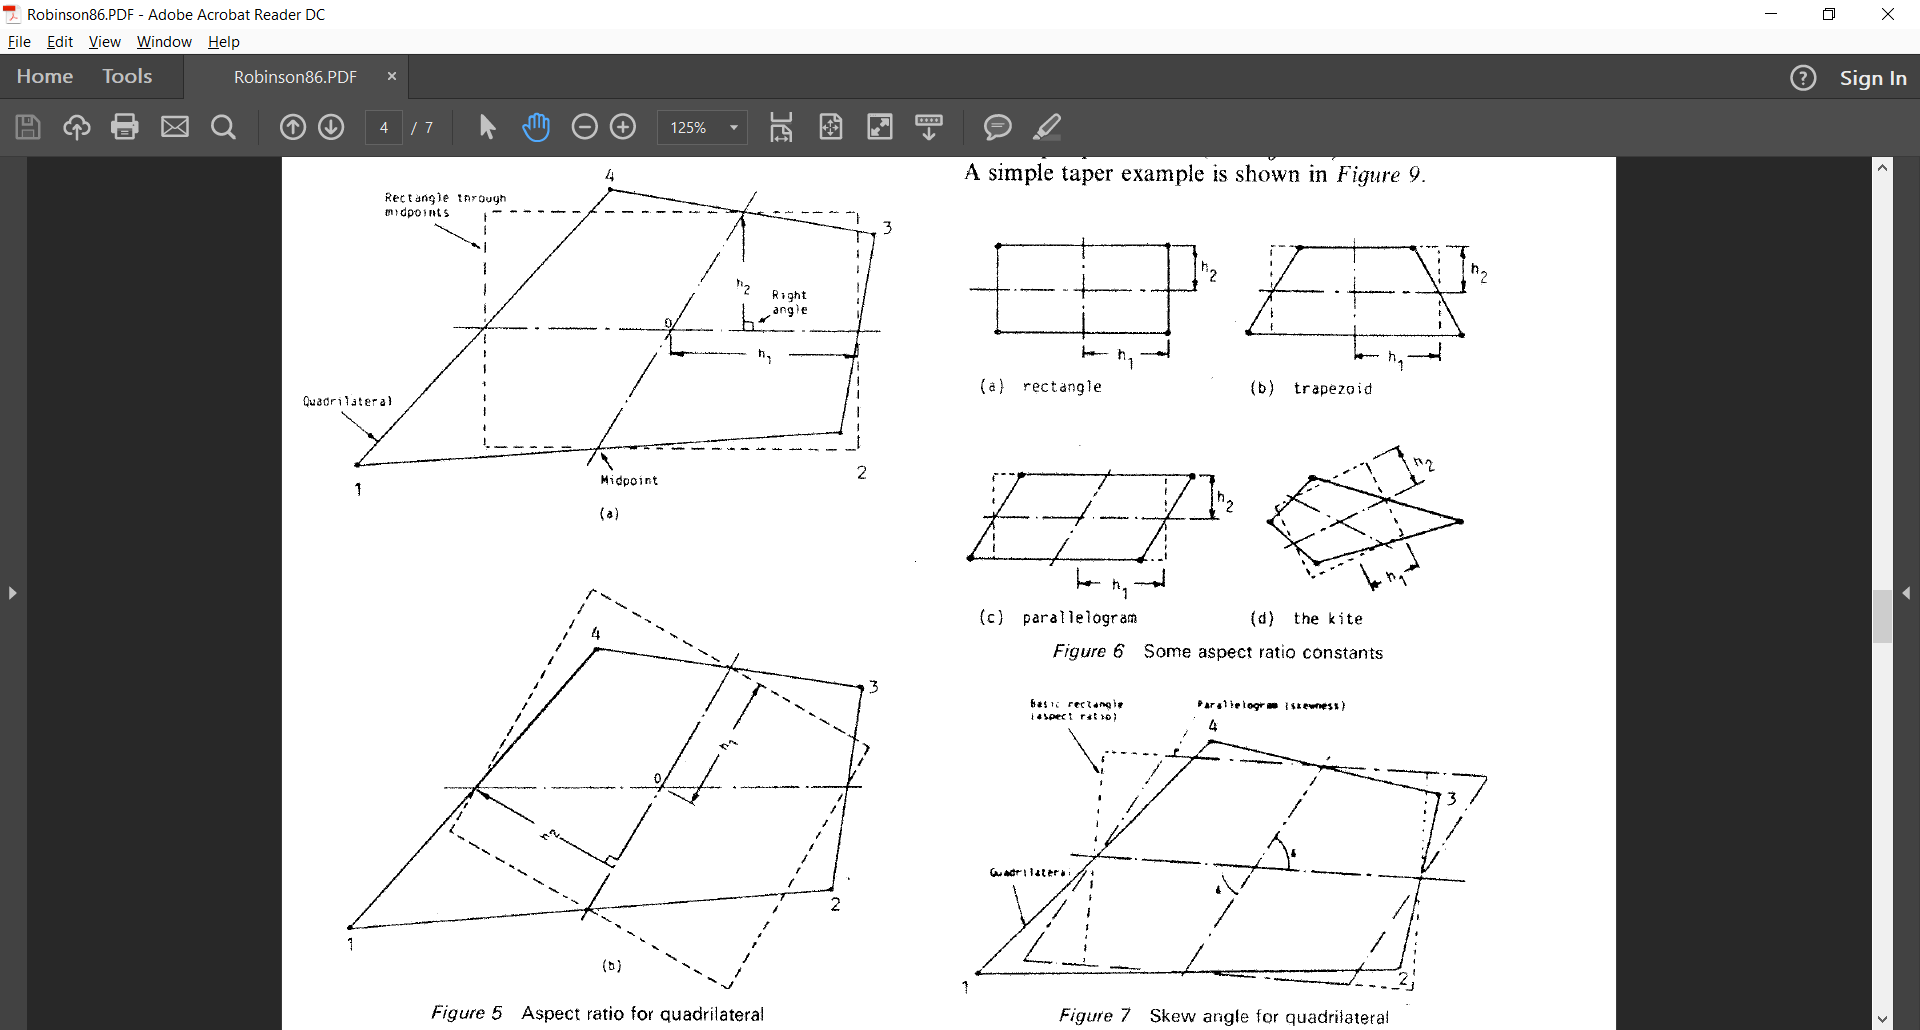 Robinson86.PDF - Adobe Acrobat Reader DC
File Edit View Window Help
Home Tools Robinson86.PDF × ? Sign In
4 / 7 125%
4
Rectangle through
midpoints
3
h2
Right
angle
0
h1
Quadrilateral
Midpoint
1
2
(a)
4
3
h1
0
h2
2
1
(b)
Figure 5 Aspect ratio for quadrilateral
A simple taper example is shown in Figure 9.
h2
h2
h1
h1
(a) rectangle
(b) trapezoid
h2
h2
h1
h1
(c) parallelogram
(d) the kite
Figure 6 Some aspect ratio constants
Basic rectangle
(aspect ratio)
Parallelogram (skewness)
4
3
Quadrilateral
2
1
Figure 7 Skew angle for quadrilateral